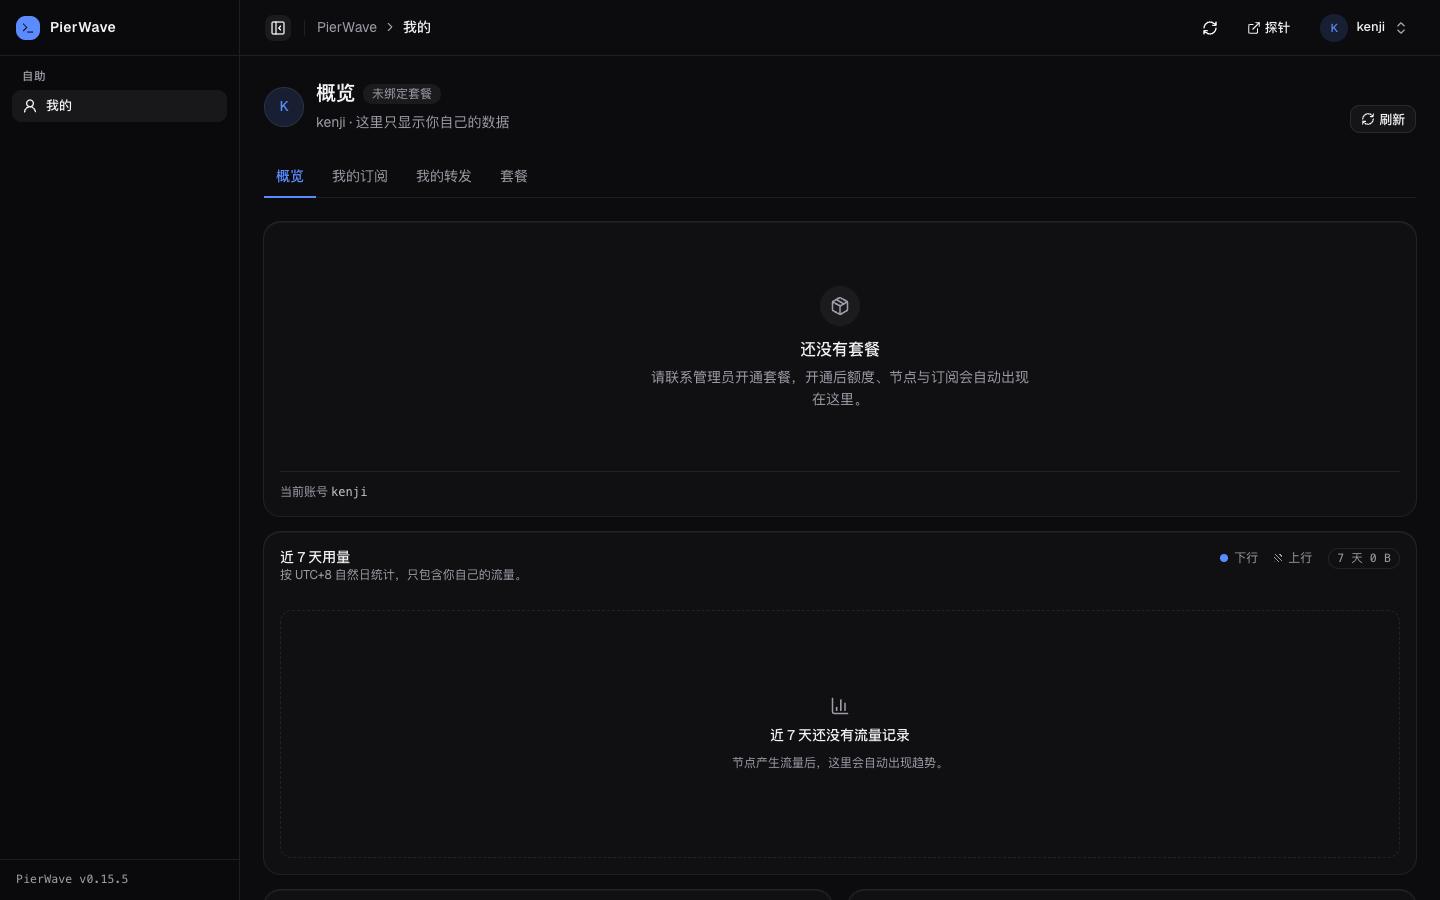 PierWave
自助
我的
PierWave v0.15.5
PierWave > 我的
探针
K
kenji
K
概览
未绑定套餐
kenji · 这里只显示你自己的数据
刷新
概览
我的订阅
我的转发
套餐
还没有套餐
请联系管理员开通套餐，开通后额度、节点与订阅会自动出现
在这里。
当前账号 kenji
近 7 天用量
按 UTC+8 自然日统计，只包含你自己的流量。
下行
上行
7 天 0 B
近 7 天还没有流量记录
节点产生流量后，这里会自动出现趋势。